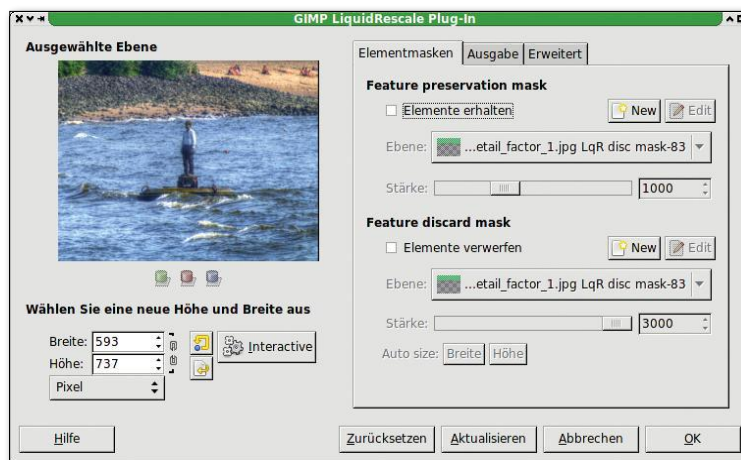 GIMP LiquidRescale Plug-In
Ausgewählte Ebene
Wählen Sie eine neue Höhe und Breite aus
Breite: 593
Höhe: 737
Interactive
Pixel
Elementmasken Ausgabe Erweitert
Feature preservation mask
Elemente erhalten New Edit
Ebene: ...etail_factor_1.jpg LqR disc mask-83
Stärke: 1000
Feature discard mask
Elemente verwerfen New Edit
Ebene: ...etail_factor_1.jpg LqR disc mask-83
Stärke: 3000
Auto size: Breite Höhe
Hilfe Zurücksetzen Aktualisieren Abbrechen OK